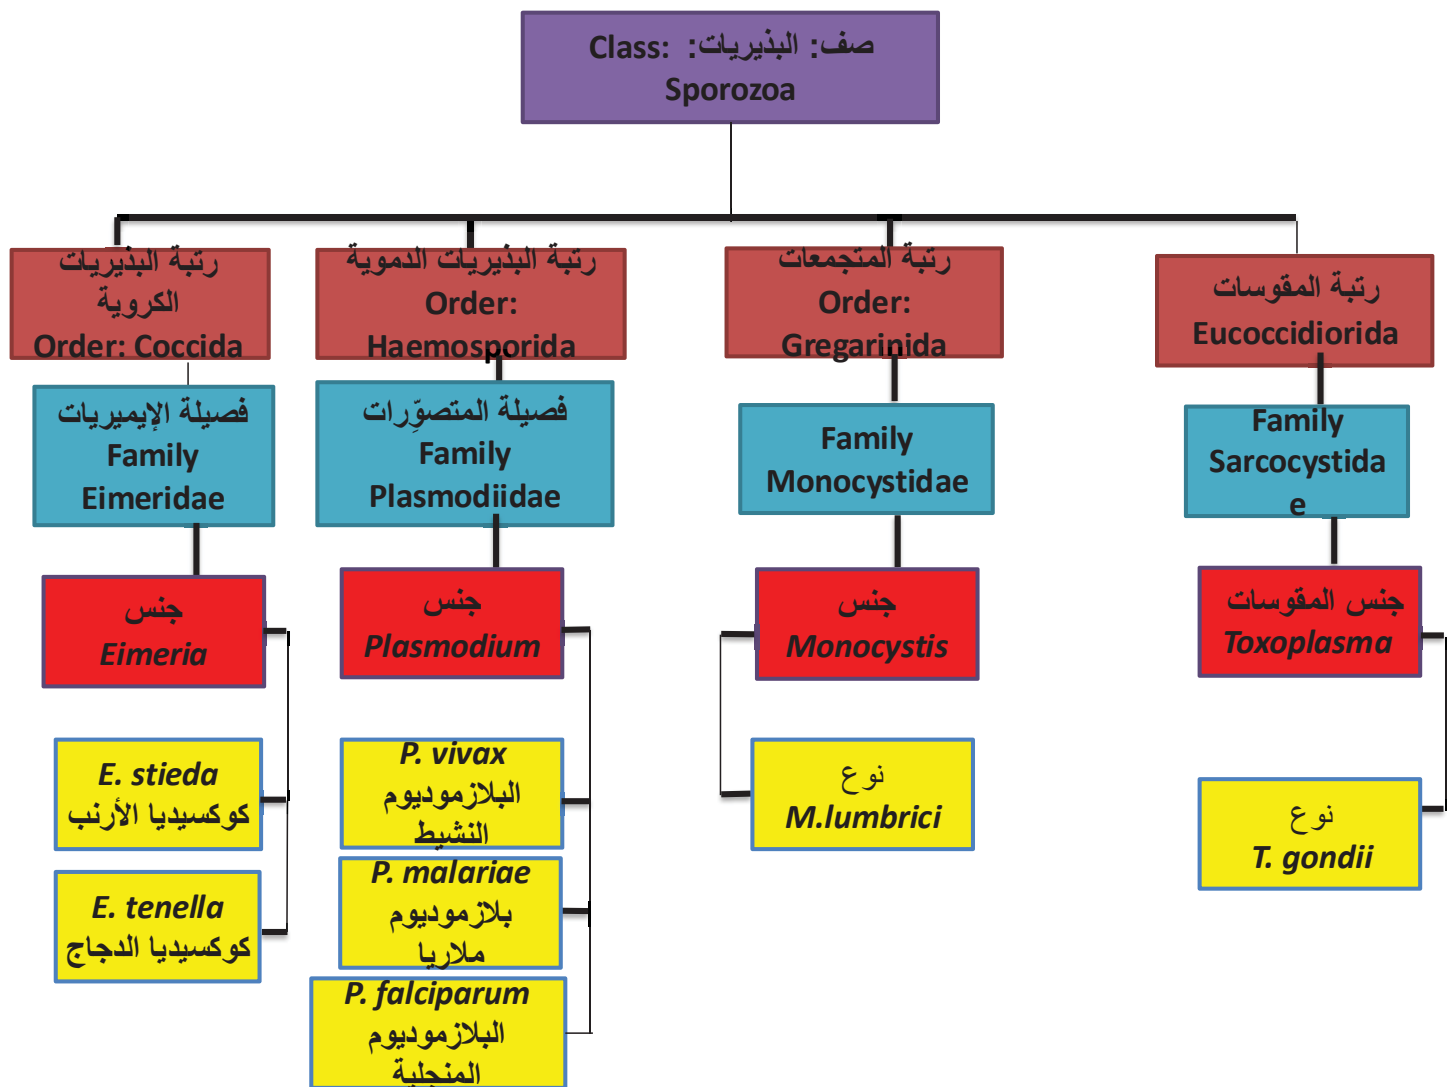 صف: البذيريات: Class:
Sporozoa
رتبة البذيريات
الكروية
Order: Coccida
رتبة البذيريات الدموية
Order:
Haemosporida
رتبة المتجمعات
Order:
Gregarinida
رتبة المقوسات
Eucoccidiorida
فصيلة الإيميريات
Family
Eimeridae
فصيلة المتصوِّرات
Family
Plasmodiidae
Family
Monocystidae
Family
Sarcocystida
e
جنس
Eimeria
جنس
Plasmodium
جنس
Monocystis
جنس المقوسات
Toxoplasma
E. stieda
كوكسيديا الأرنب
E. tenella
كوكسيديا الدجاج
P. vivax
البلازموديوم
النشيط
P. malariae
بلازموديوم
ملاريا
P. falciparum
البلازموديوم
المنجلية
نوع
M.lumbrici
نوع
T. gondii